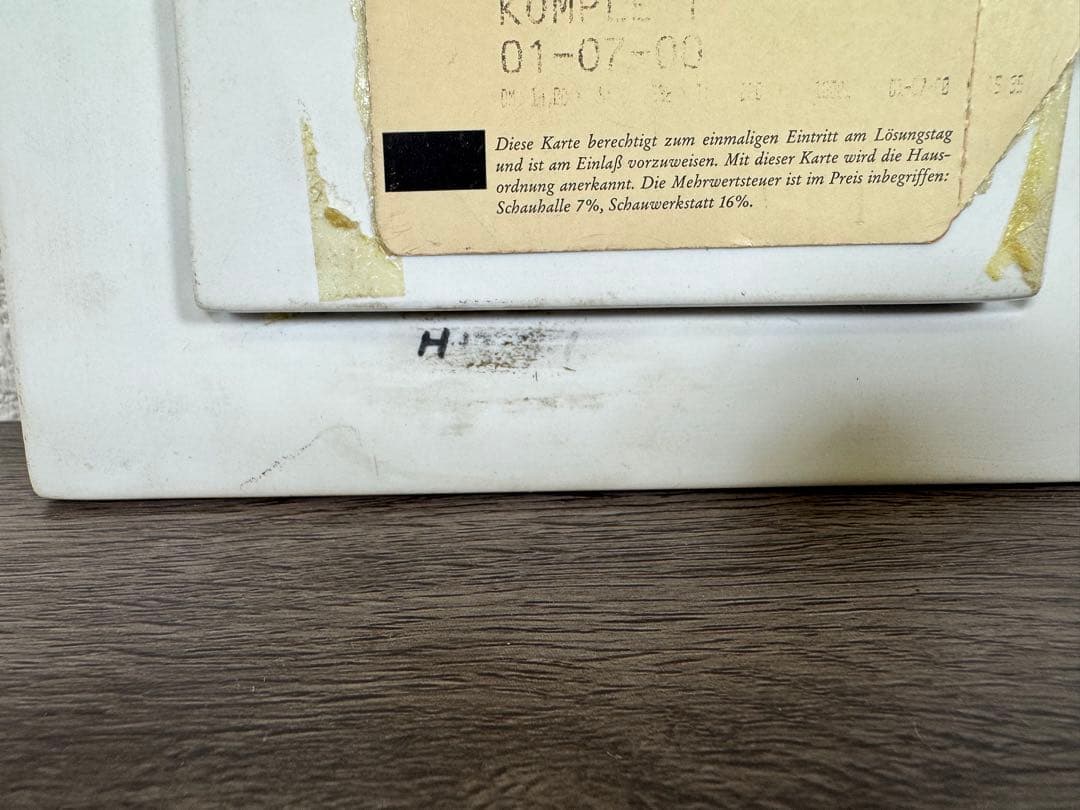 01-07-00
Diese Karte berechtigt zum einmaligen Eintritt am Lösungstag
und ist am Einlaß vorzuweisen. Mit dieser Karte wird die Haus-
ordnung anerkannt. Die Mehrwertsteuer ist im Preis inbegriffen:
Schauhalle 7%, Schauwerkstatt 16%.
H